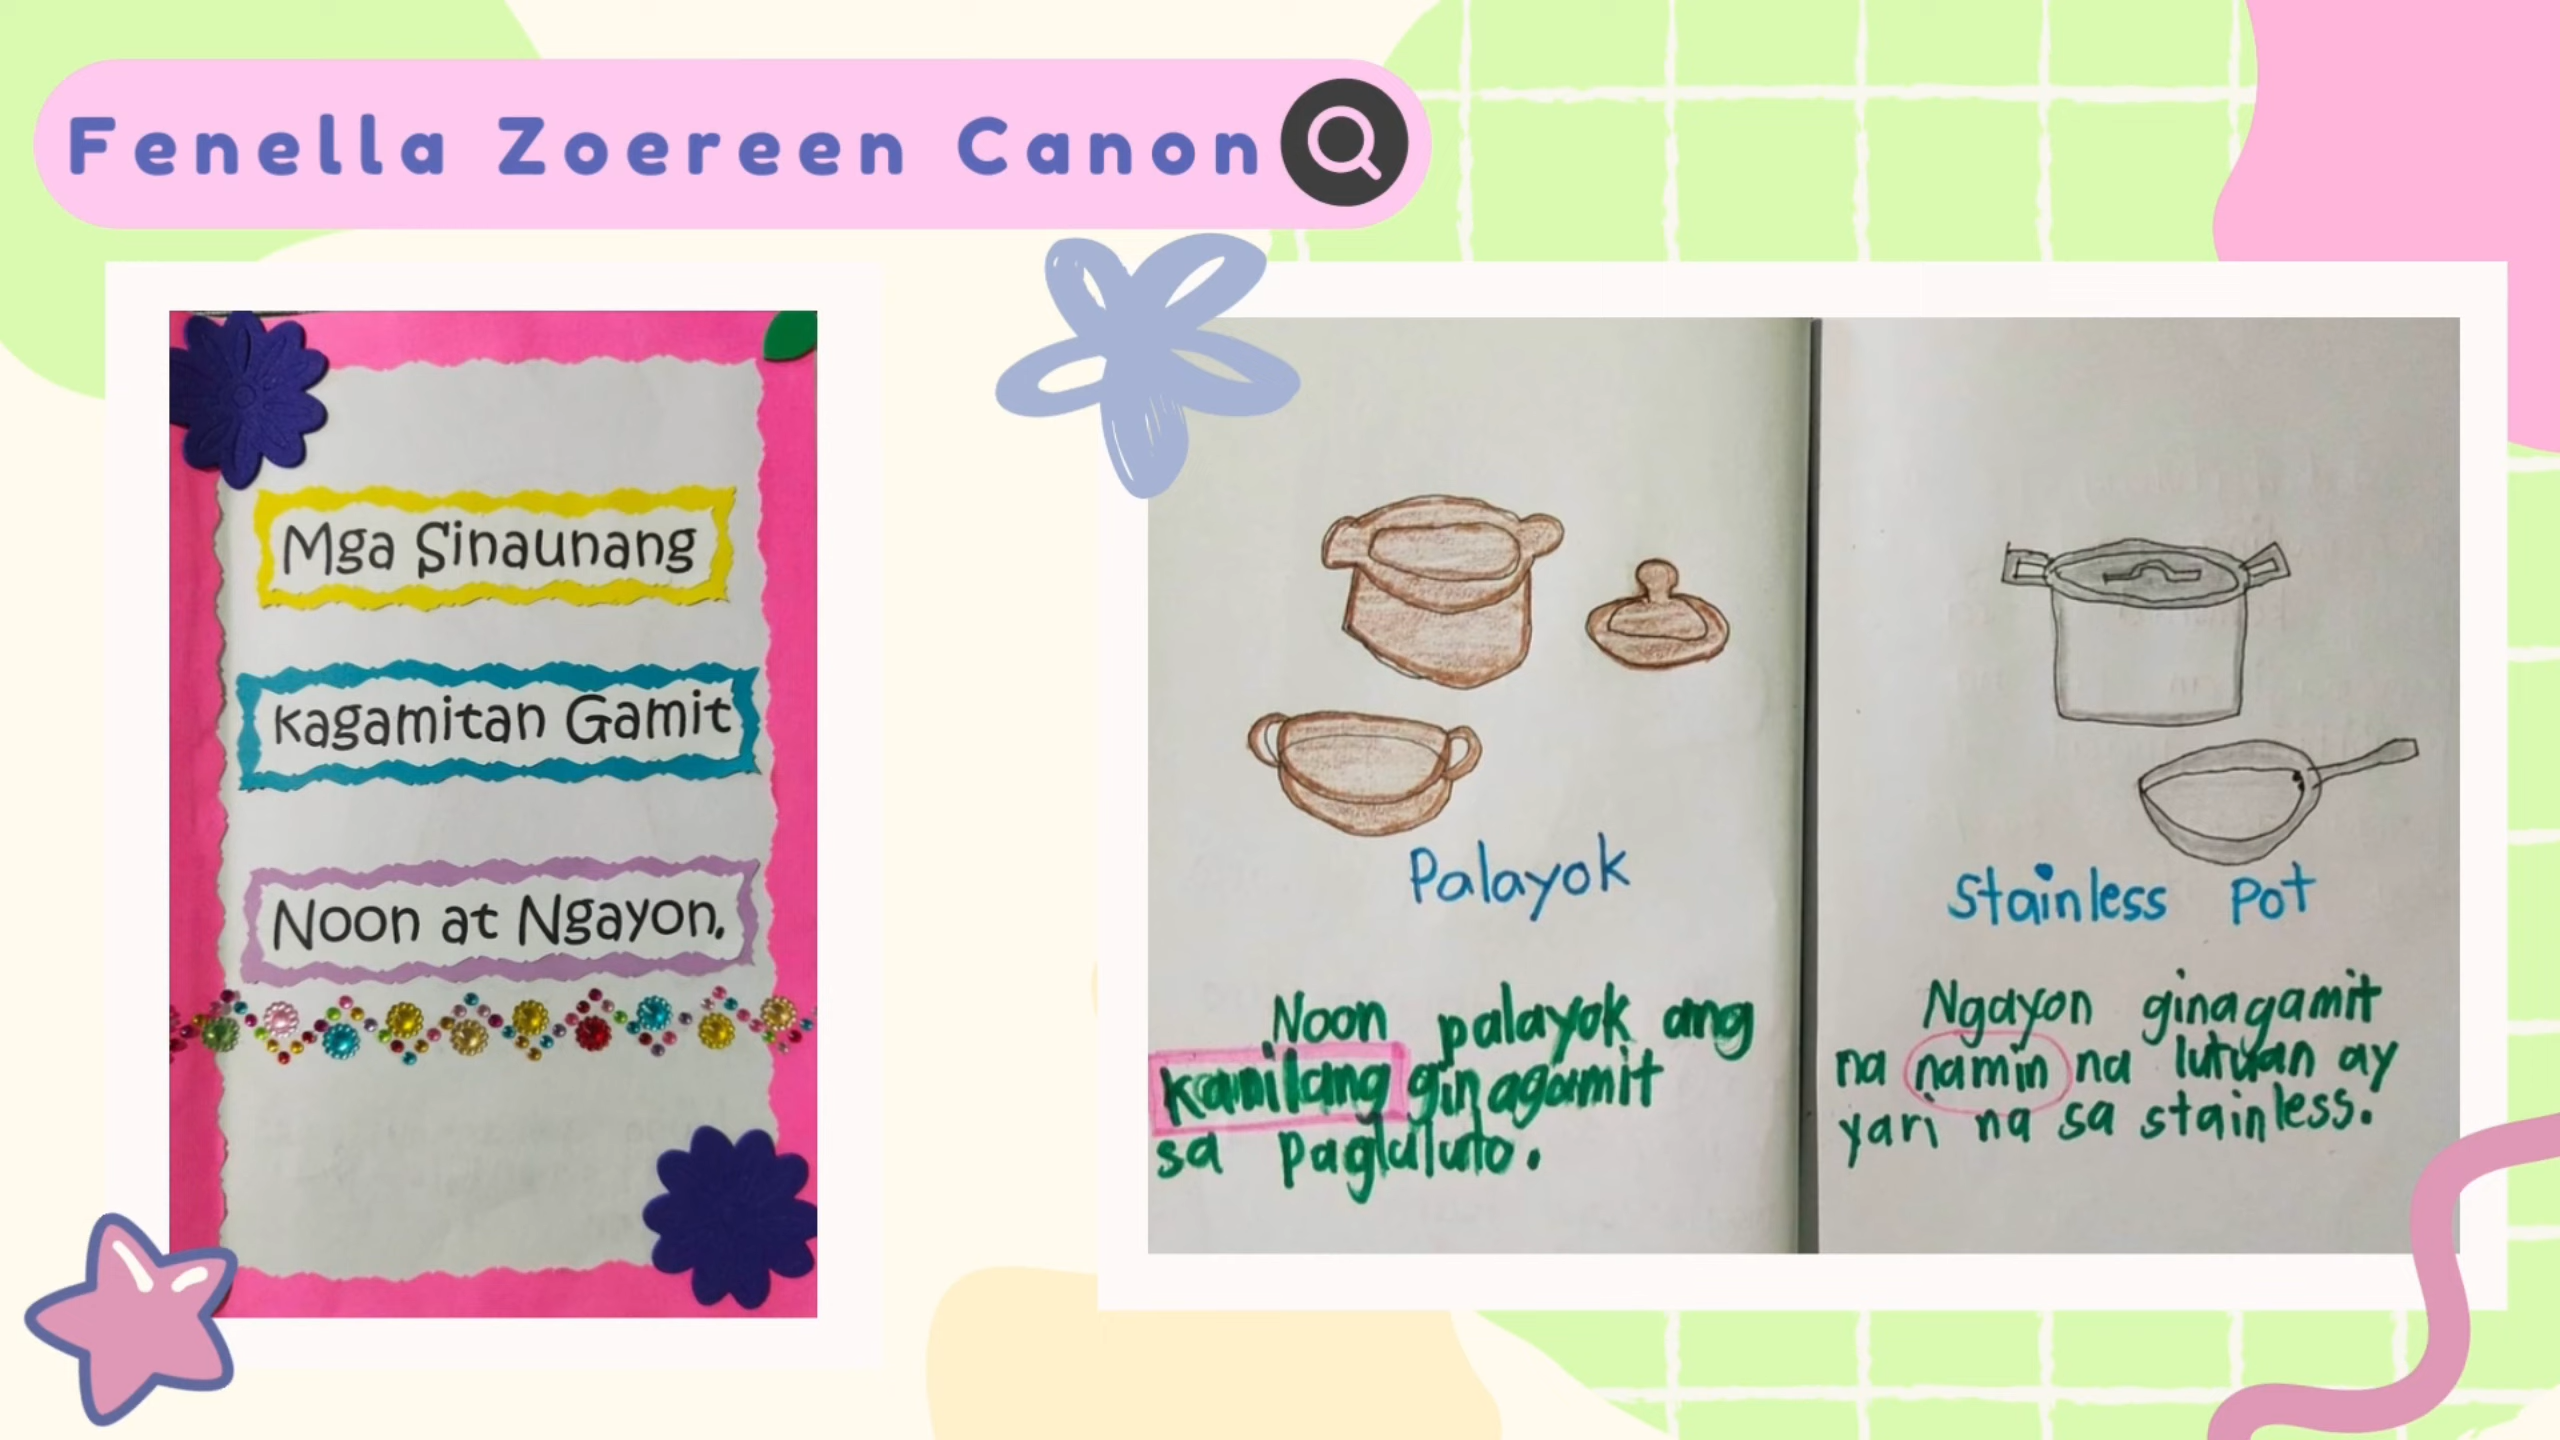 Fenella Zoereen Canon
Mga Sinaunang
kagamitan Gamit
Noon at Ngayon.
Palayok
Noon palayok ang
kanilang ginagamit
sa pagluluto.
Stainless pot
Ngayon ginagamit
na namin na lutuan ay
yari na sa stainless.